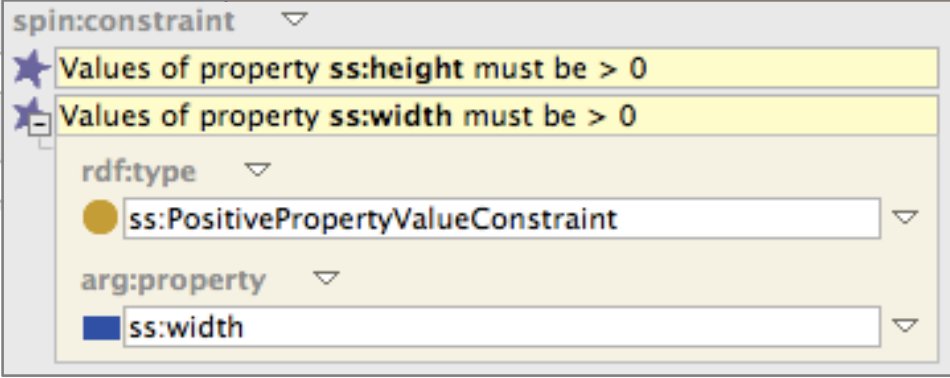 spin:constraint
Values of property ss:height must be > 0
Values of property ss:width must be > 0
rdf:type
ss:PositivePropertyValueConstraint
arg:property
ss:width